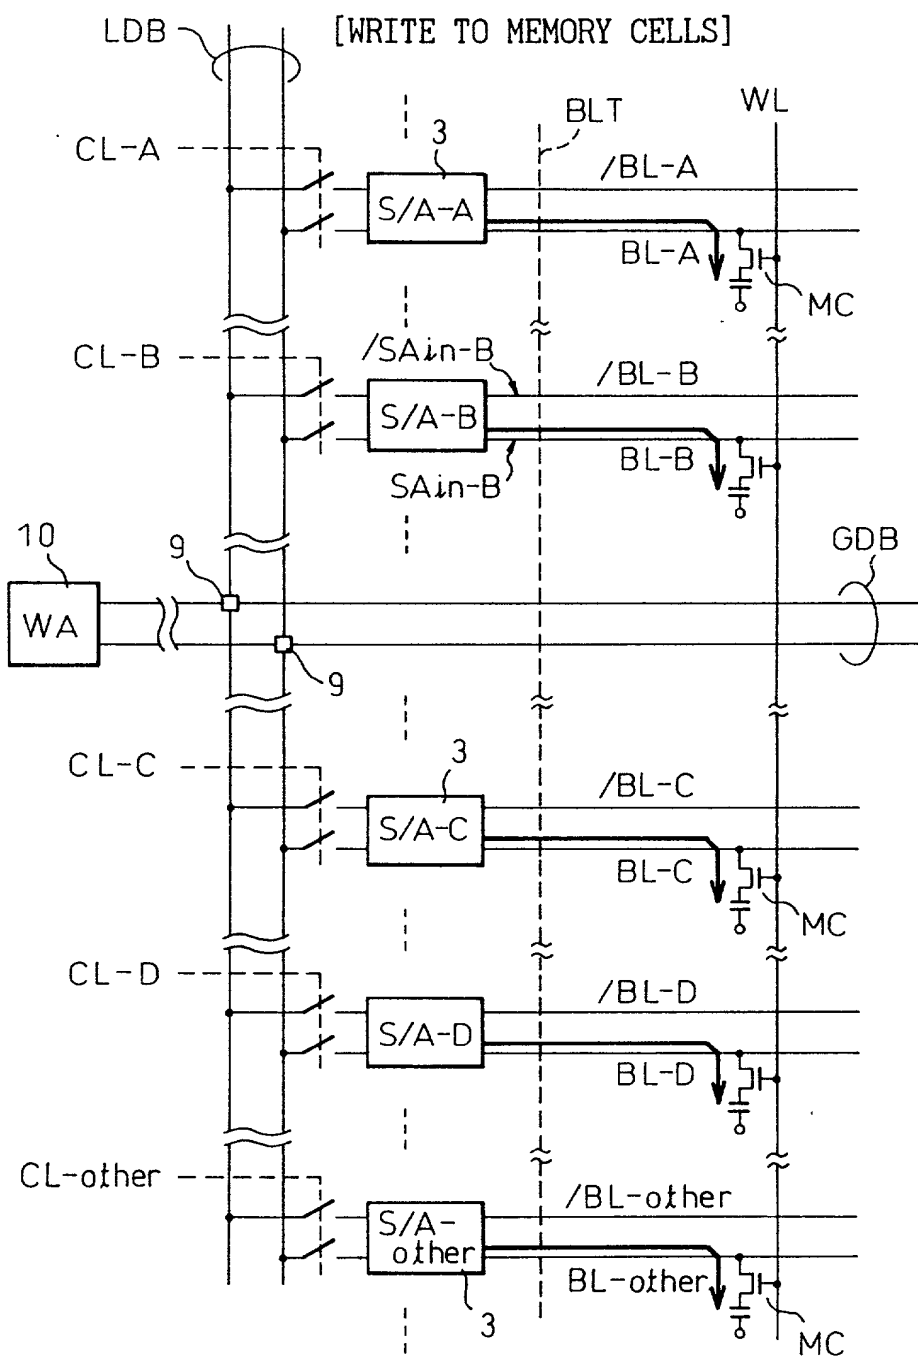 LDB
[WRITE TO MEMORY CELLS]
WL
BLT
CL-A
3
/BL-A
S/A-A
BL-A
MC
/SAin-B
CL-B
/BL-B
S/A-B
BL-B
SAin-B
10
9
GDB
WA
9
CL-C
3
/BL-C
S/A-C
BL-C
MC
CL-D
/BL-D
S/A-D
BL-D
CL-other
/BL-other
S/A-
other
BL-other
3
MC